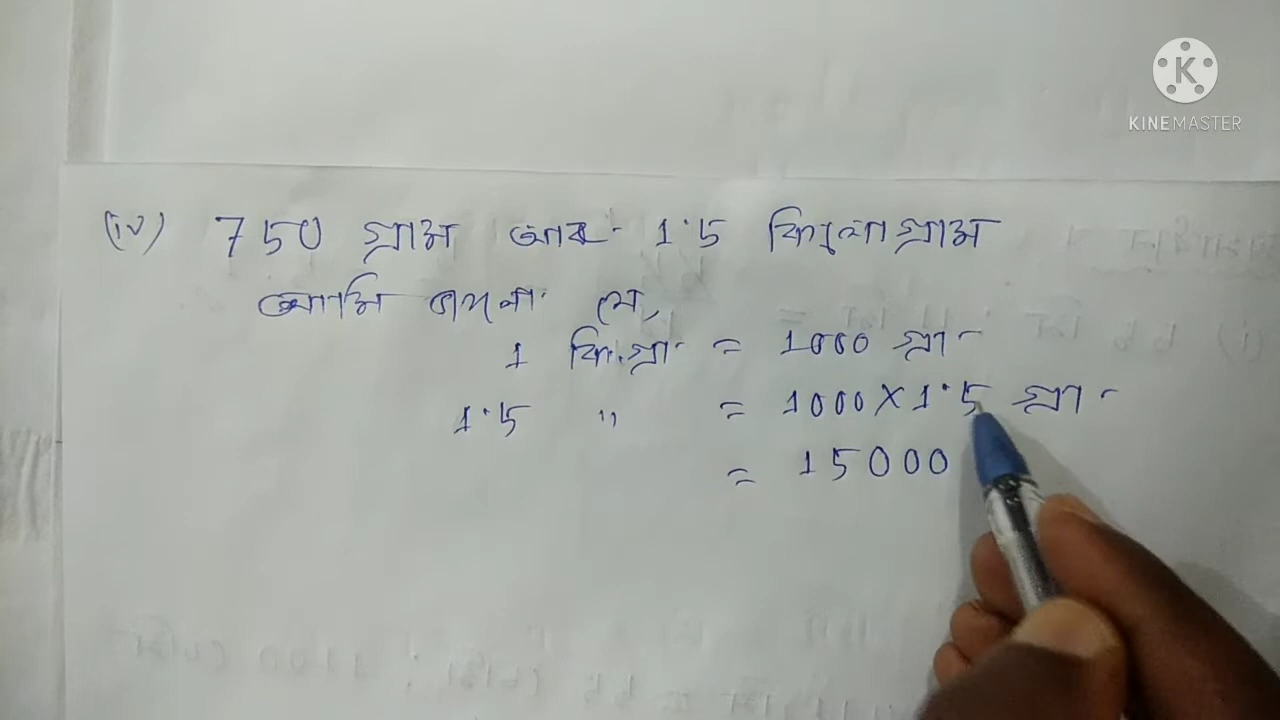 KINEMASTER
(iv) 750 গ্ৰাম আৰু 1.5 কিলোগ্ৰাম
আমি জানো যে,
1 কি.গ্ৰা. = 1000 গ্ৰা.
1.5 " = 1000 × 1.5 গ্ৰা.
= 15000